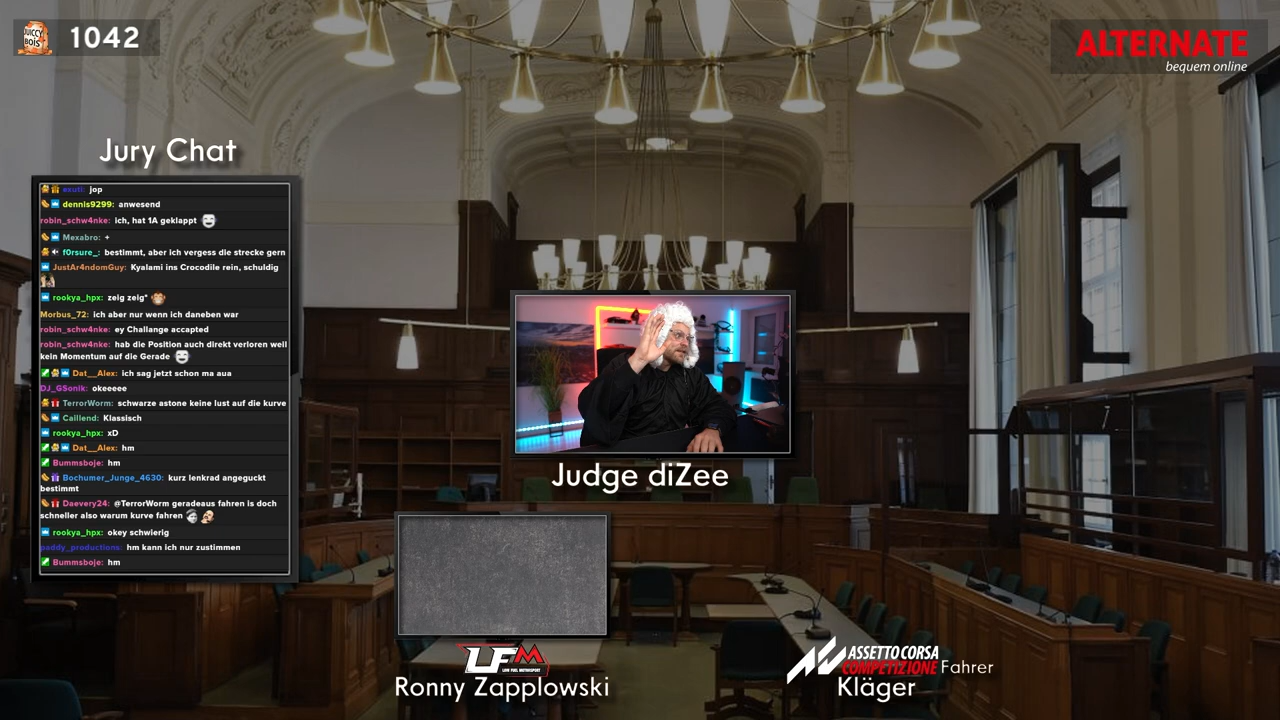 JUICCY
BOIS
1042
ALTERNATE
bequem online
Jury Chat
exuti: jop
dennis9299: anwesend
robin_schw4nke: ich, hat 1A geklappt
Mexabro: +
f0rsure_: bestimmt, aber ich vergess die strecke gern
JustAr4ndomGuy: Kyalami ins Crocodile rein, schuldig
rookya_hpx: zeig zeig*
Morbus_72: ich aber nur wenn ich daneben war
robin_schw4nke: ey Challange accapted
robin_schw4nke: hab die Position auch direkt verloren weil
kein Momentum auf die Gerade
Dat__Alex: ich sag jetzt schon ma aua
DJ_GSonik: okeeeee
TerrorWorm: schwarze astone keine lust auf die kurve
Calllend: Klassisch
rookya_hpx: xD
Dat__Alex: hm
Bummsboje: hm
Bochumer_Junge_4630: kurz lenkrad angeguckt
bestimmt
Daevery24: @TerrorWorm geradeaus fahren is doch
schneller also warum kurve fahren
rookya_hpx: okey schwierig
paddy_productions: hm kann ich nur zustimmen
Bummsboje: hm
Judge diZee
LFM
LOW FUEL MOTORSPORT
Ronny Zapplowski
ASSETTO CORSA
COMPETIZIONE Fahrer
Kläger